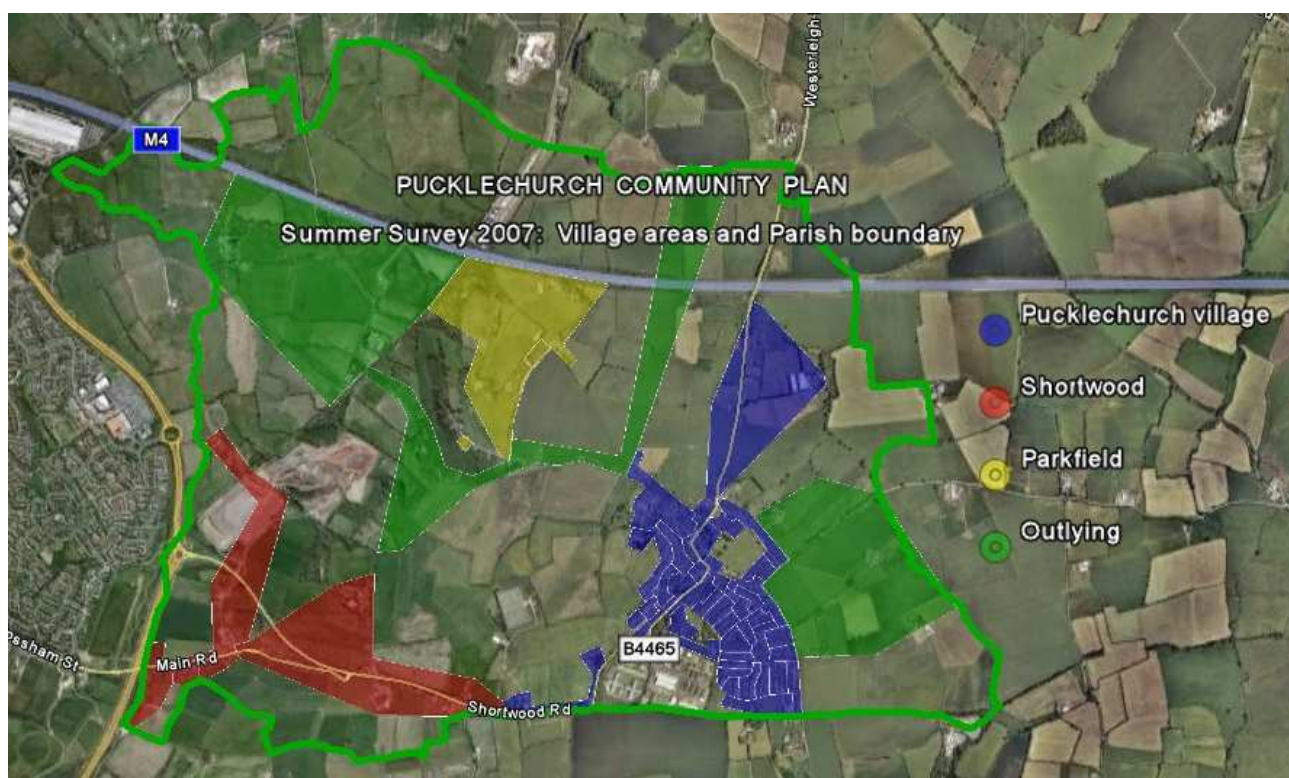 Westerleigh
M4
PUCKLECHURCH COMMUNITY PLAN
Summer Survey 2007: Village areas and Parish boundary
Pucklechurch village
Shortwood
Parkfield
Outlying
B4465
Main Rd
Shortwood Rd